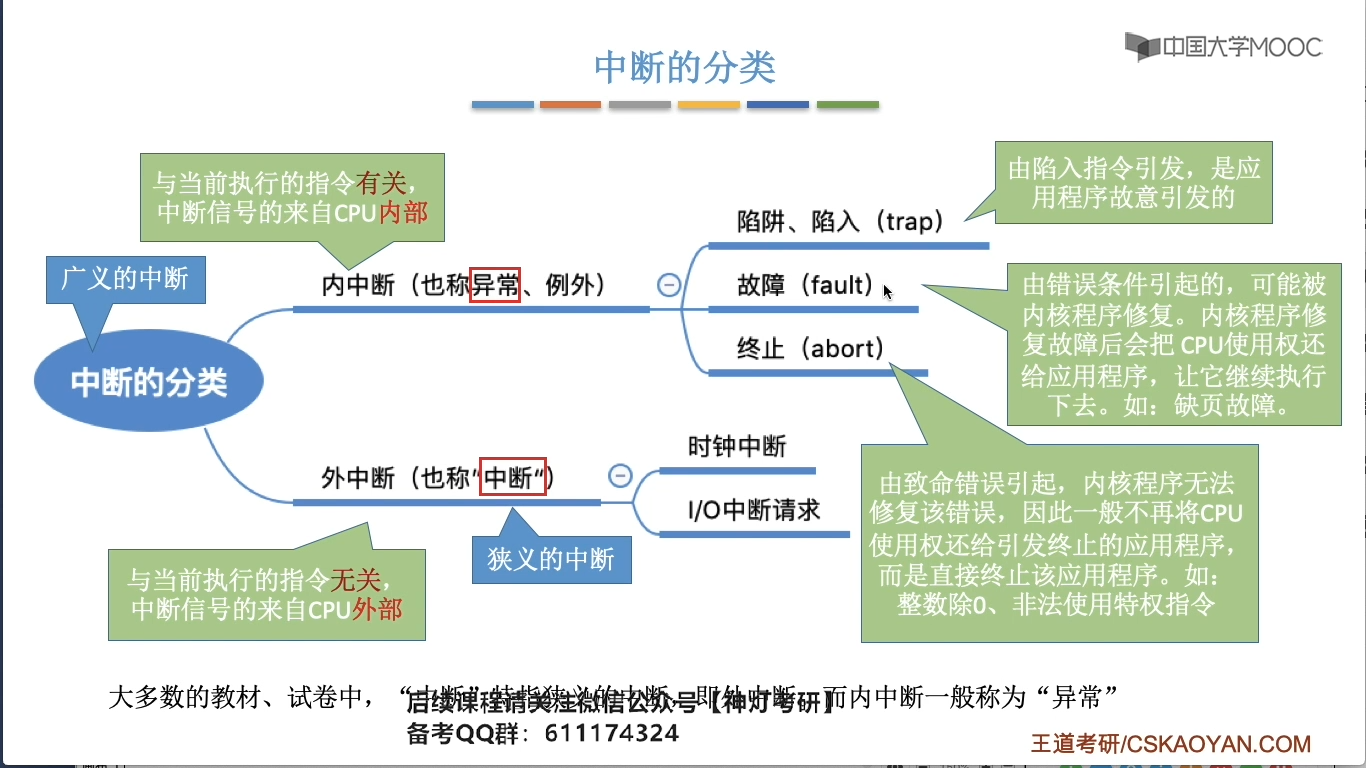 中国大学MOOC
中断的分类
与当前执行的指令有关，
中断信号的来自CPU内部
广义的中断
中断的分类
内中断（也称异常、例外）
陷阱、陷入（trap）
由陷入指令引发，是应
用程序故意引发的
故障（fault）
由错误条件引起的，可能被
内核程序修复。内核程序修
复故障后会把 CPU使用权还
给应用程序，让它继续执行
下去。如：缺页故障。
终止（abort）
由致命错误引起，内核程序无法
修复该错误，因此一般不再将CPU
使用权还给引发终止的应用程序，
而是直接终止该应用程序。如：
整数除0、非法使用特权指令
外中断（也称“中断“）
时钟中断
I/O中断请求
狭义的中断
与当前执行的指令无关，
中断信号的来自CPU外部
大多数的教材、试卷中，“中断”特指狭义的中断，即外中断。而内中断一般称为“异常”
后续课程请关注微信公众号【神灯考研】
备考QQ群：611174324
王道考研/CSKAOYAN.COM